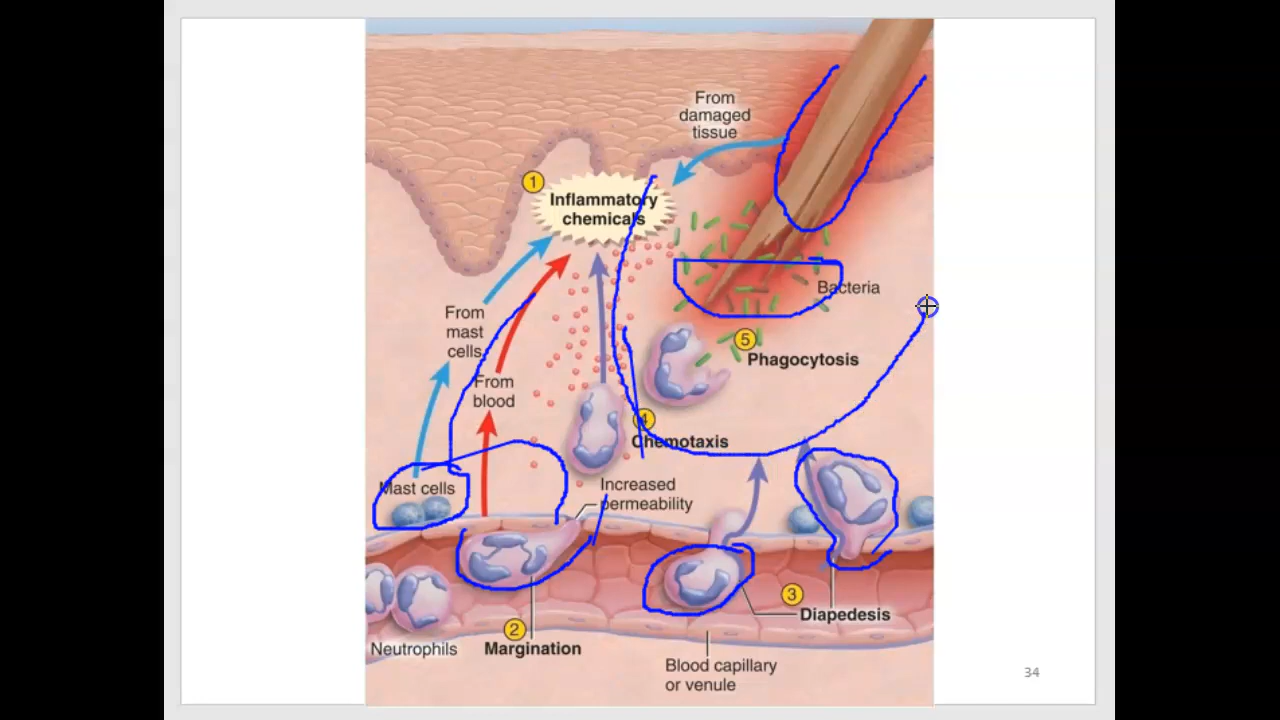 From
damaged
tissue
1
Inflammatory
chemicals
Bacteria
From
mast
cells
5
Phagocytosis
From
blood
4
Chemotaxis
Mast cells
Increased
permeability
3
Diapedesis
2
Neutrophils
Margination
Blood capillary
or venule
34